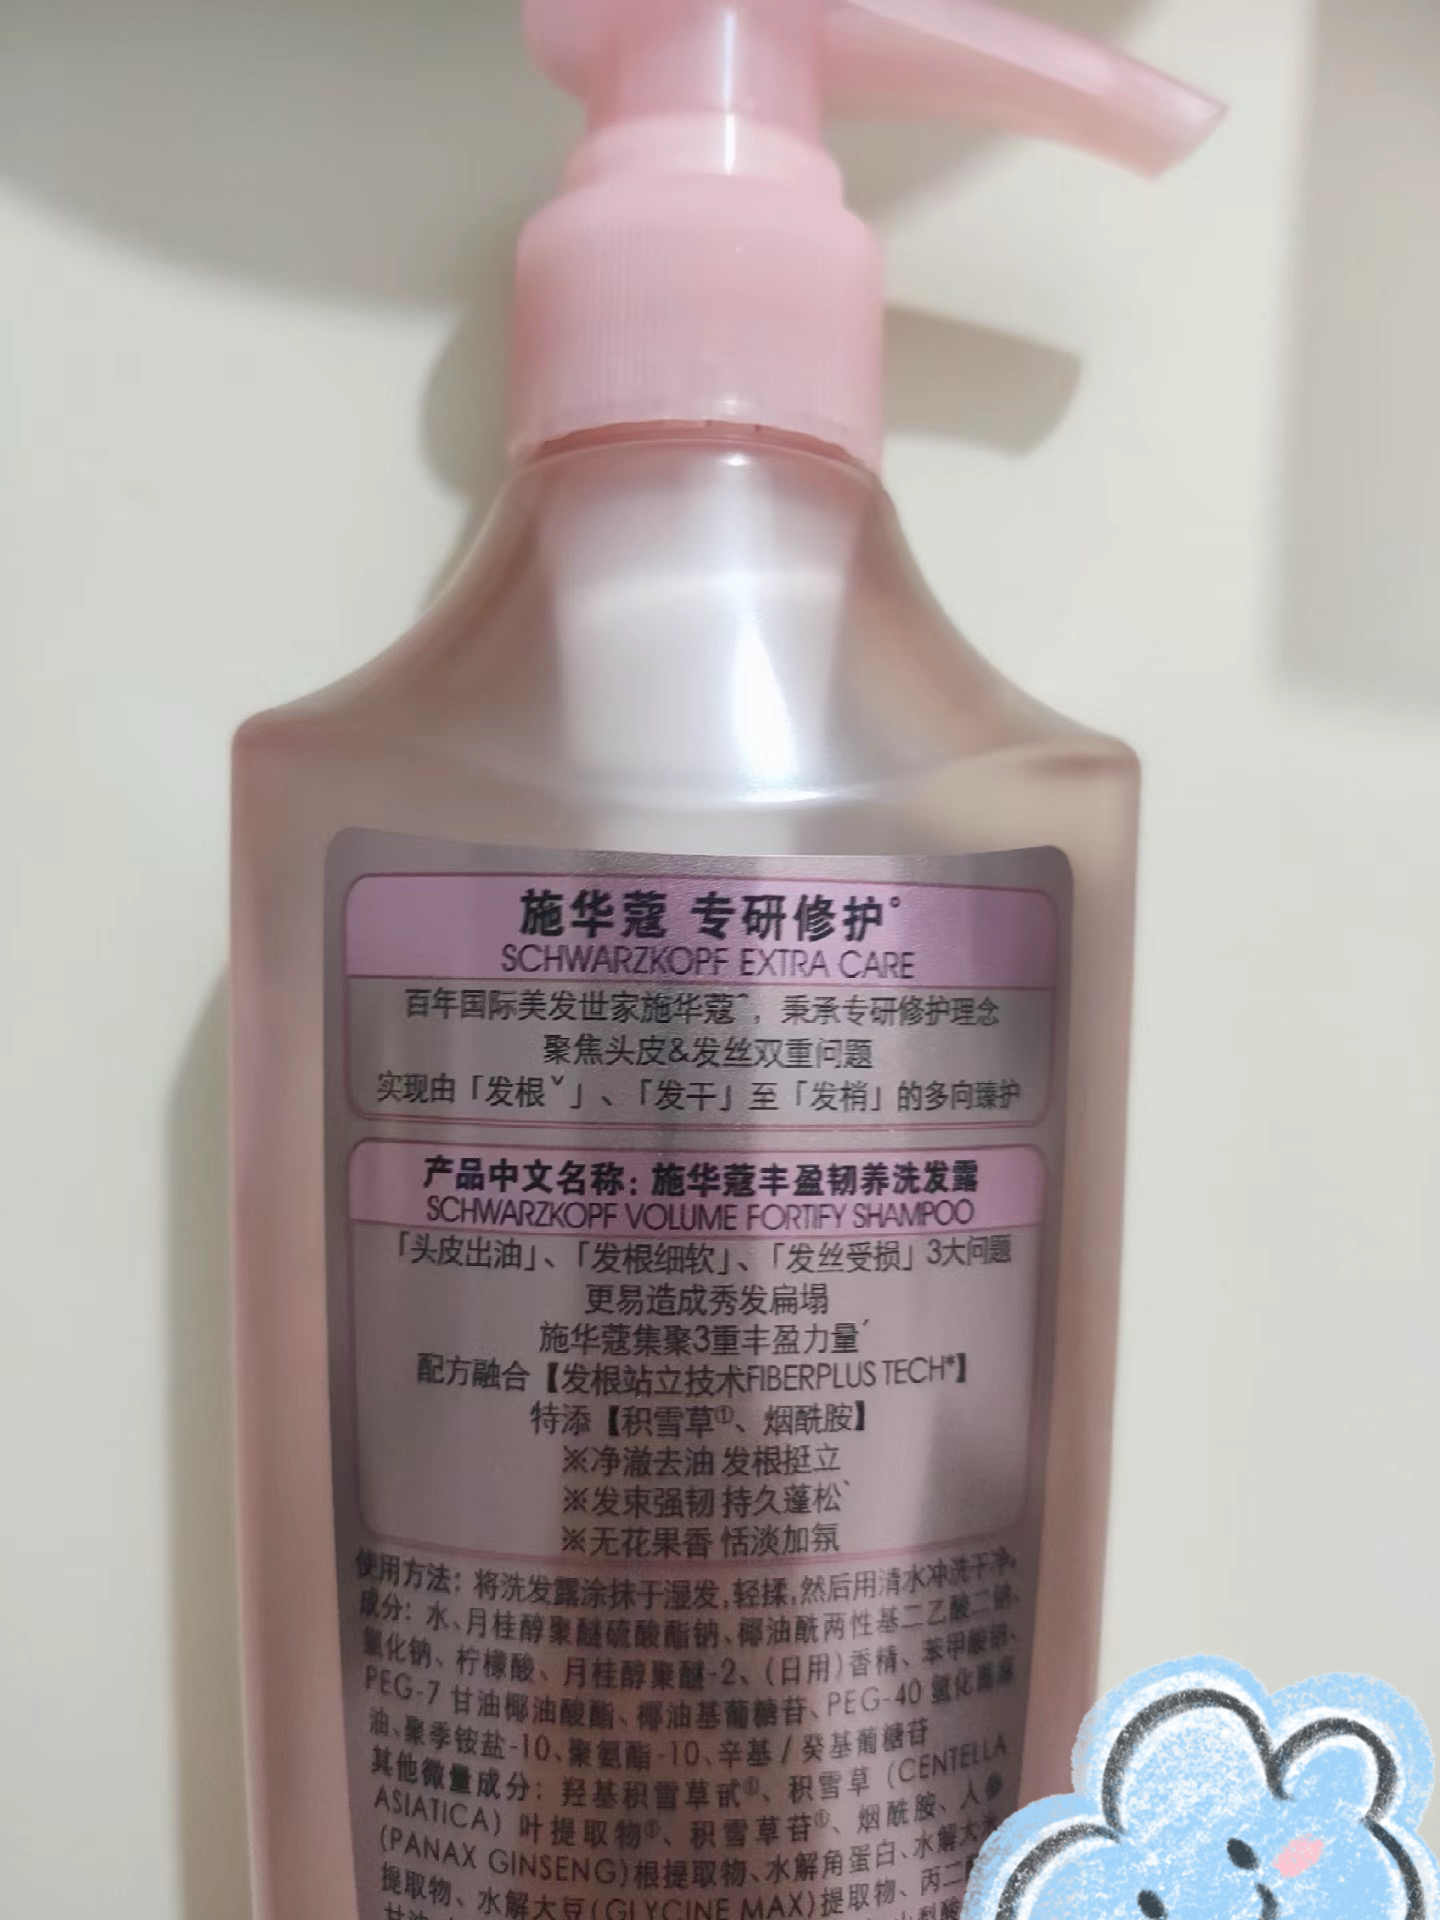 施华蔻 专研修护°
SCHWARZKOPF EXTRA CARE
百年国际美发世家施华蔻^，秉承专研修护理念
聚焦头皮&发丝双重问题
实现由「发根ˇ」、「发干」至「发梢」的多向臻护
产品中文名称：施华蔻丰盈韧养洗发露
SCHWARZKOPF VOLUME FORTIFY SHAMPOO
「头皮出油」、「发根细软」、「发丝受损」3大问题
更易造成秀发扁塌
施华蔻集聚3重丰盈力量ˊ
配方融合【发根站立技术FIBERPLUS TECH*】
特添【积雪草①、烟酰胺】
※净澈去油 发根挺立
※发束强韧 持久蓬松ˋ
※无花果香 恬淡加氛
使用方法：将洗发露涂抹于湿发,轻揉,然后用清水冲洗干净。
成分：水、月桂醇聚醚硫酸酯钠、椰油酰两性基二乙酸二钠、
氯化钠、柠檬酸、月桂醇聚醚-2、(日用)香精、苯甲酸钠、
PEG-7 甘油椰油酸酯、椰油基葡糖苷、PEG-40 氢化蓖麻
油、聚季铵盐-10、聚氨酯-10、辛基/癸基葡糖苷
其他微量成分：羟基积雪草甙①、积雪草(CENTELLA
ASIATICA) 叶提取物①、积雪草苷①、烟酰胺、人参
(PANAX GINSENG)根提取物、水解角蛋白、水解大
提取物、水解大豆(GLYCINE MAX)提取物、丙二
甘油